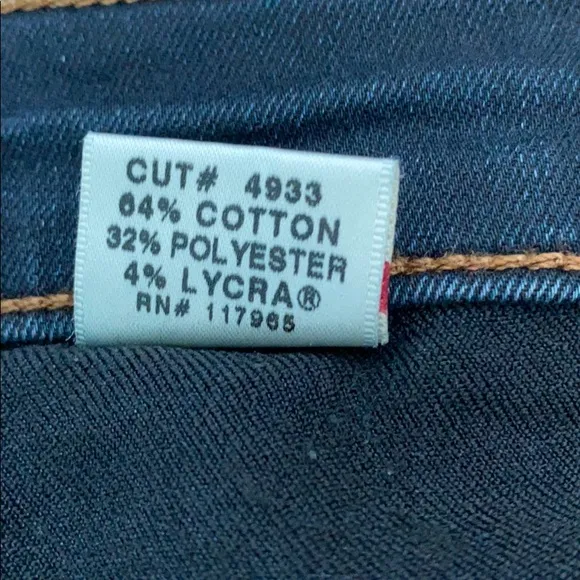 CUT# 4933
64% COTTON
32% POLYESTER
4% LYCRA®
RN# 117965